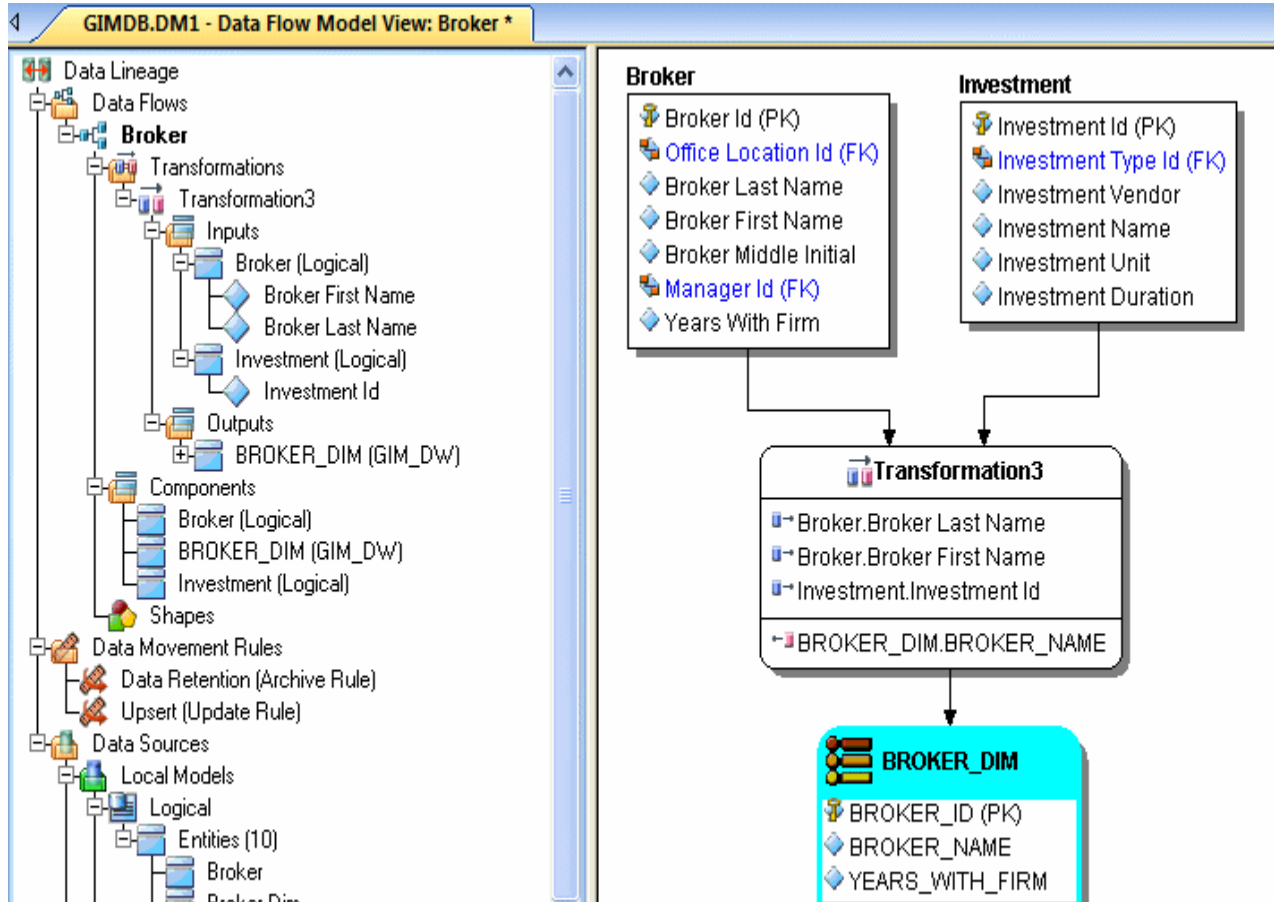 GIMDB.DM1 - Data Flow Model View: Broker *
Data Lineage
Data Flows
Broker
Transformations
Transformation3
Inputs
Broker (Logical)
Broker First Name
Broker Last Name
Investment (Logical)
Investment Id
Outputs
BROKER_DIM (GIM_DW)
Components
Broker (Logical)
BROKER_DIM (GIM_DW)
Investment (Logical)
Shapes
Data Movement Rules
Data Retention (Archive Rule)
Upsert (Update Rule)
Data Sources
Local Models
Logical
Entities (10)
Broker
Broker Dim
Broker
Broker Id (PK)
Office Location Id (FK)
Broker Last Name
Broker First Name
Broker Middle Initial
Manager Id (FK)
Years With Firm
Investment
Investment Id (PK)
Investment Type Id (FK)
Investment Vendor
Investment Name
Investment Unit
Investment Duration
Transformation3
Broker.Broker Last Name
Broker.Broker First Name
Investment.Investment Id
BROKER_DIM.BROKER_NAME
BROKER_DIM
BROKER_ID (PK)
BROKER_NAME
YEARS_WITH_FIRM